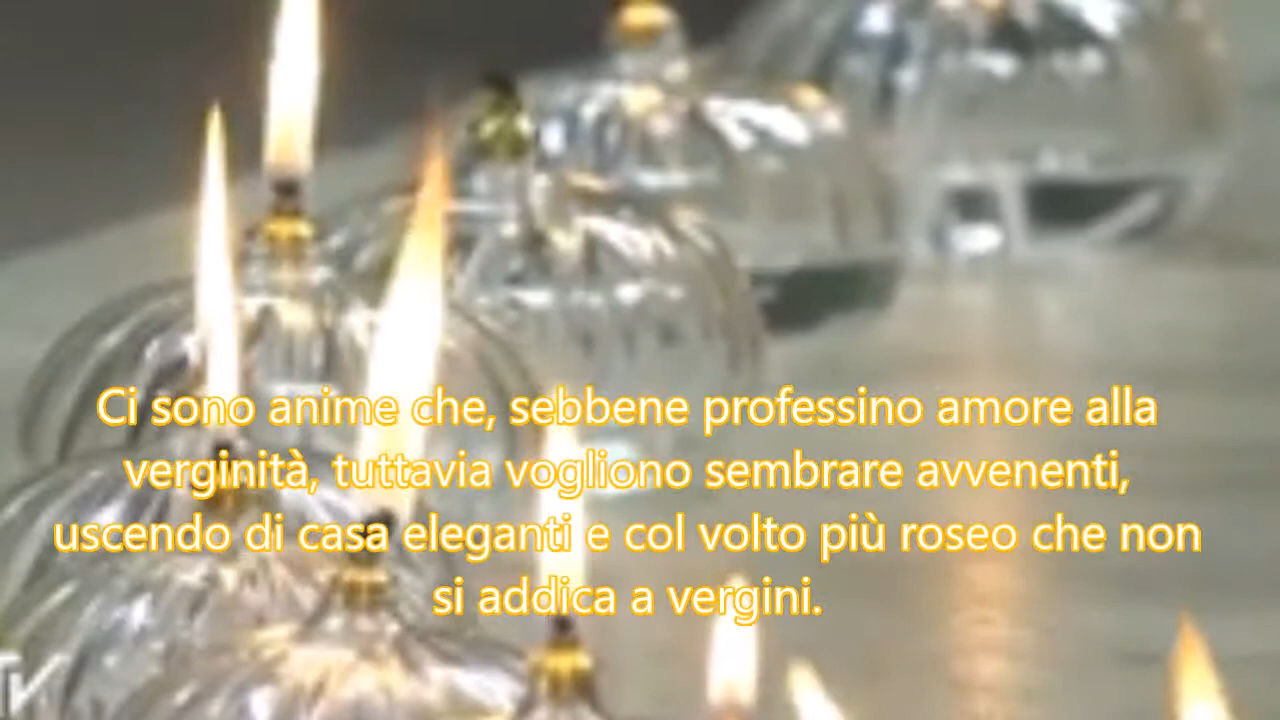 Ci sono anime che, sebbene professino amore alla
verginità, tuttavia vogliono sembrare avvenenti,
uscendo di casa eleganti e col volto più roseo che non
si addica a vergini.